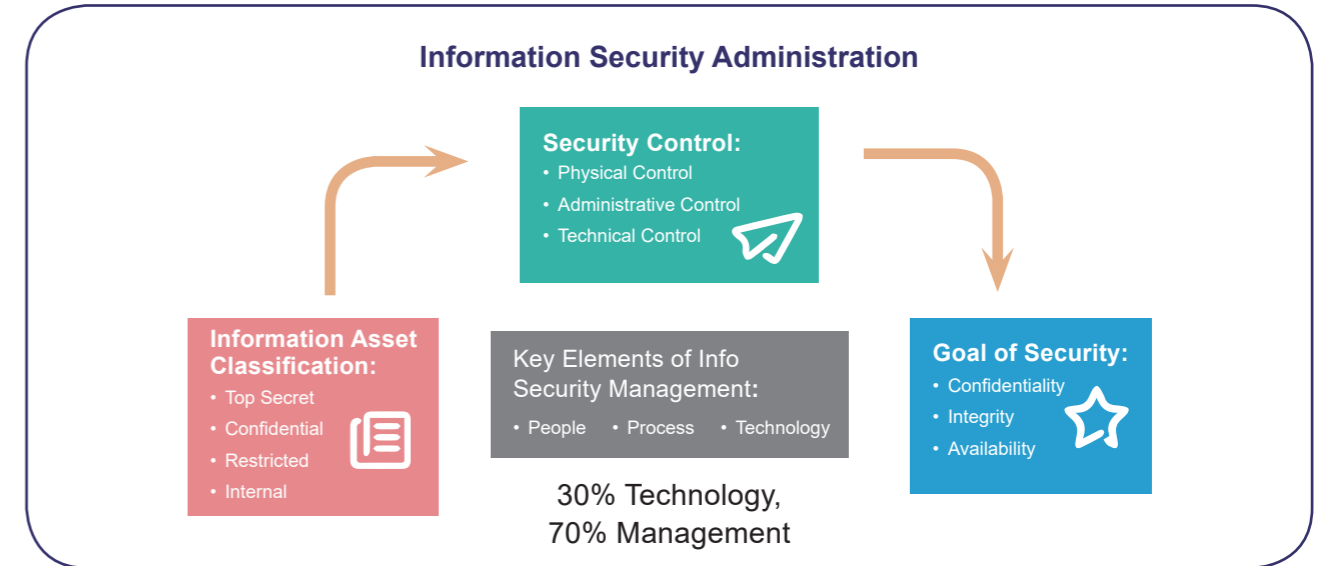 Information Security Administration
Security Control:
• Physical Control
• Administrative Control
• Technical Control
Information Asset
Classification:
• Top Secret
• Confidential
• Restricted
• Internal
Key Elements of Info
Security Management:
• People • Process • Technology
30% Technology,
70% Management
Goal of Security:
• Confidentiality
• Integrity
• Availability